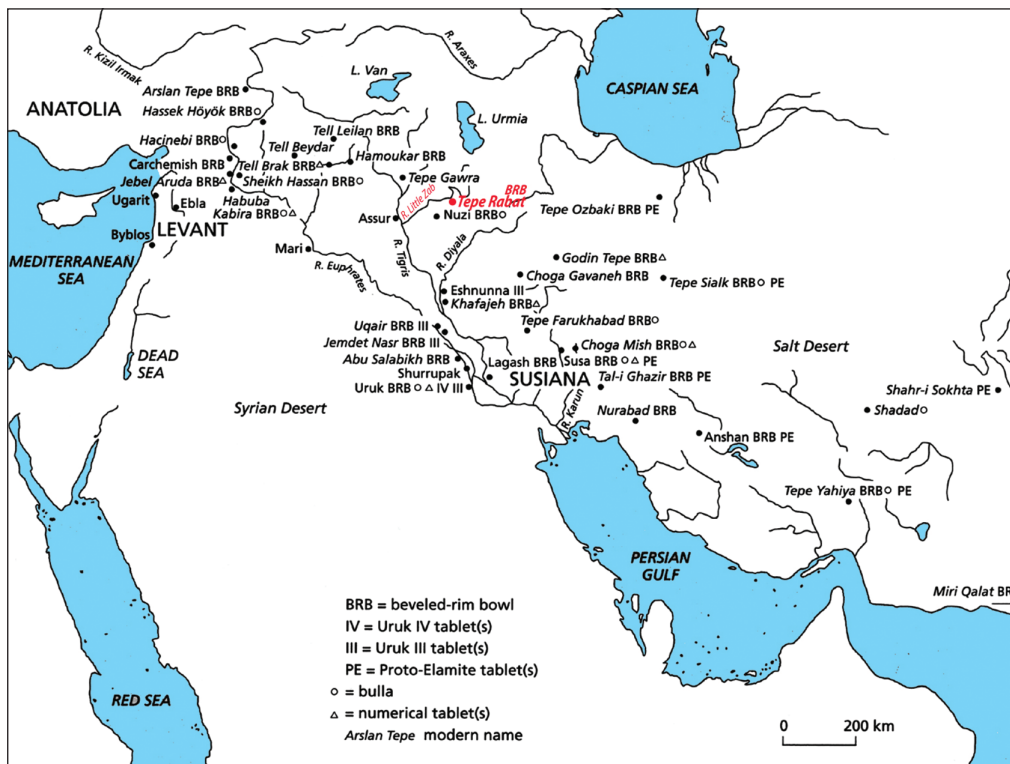 R. Kizil Irmak
R. Araxes
CASPIAN SEA
Arslan Tepe BRB
L. Van
ANATOLIA
Hassek Höyök BRB○
L. Urmia
Tell Leilan BRB
Hacinebi BRB○
Tell Beydar
Hamoukar BRB
Carchemish BRB
Tell Brak BRB△
Tepe Gawra
Jebel
Aruda BRB△
Sheikh Hassan BRB○
BRB
Tepe Rabat
R. Little Zab
Ugarit
Ebla
Habuba
Kabira BRB○△
Assur
Nuzi BRB○
Tepe Ozbaki BRB PE
LEVANT
Byblos
Mari
R. Tigris
R. Diyala
MEDITERRANEAN
SEA
R. Euphrates
Godin Tepe BRB△
Choga Gavaneh BRB
Tepe Sialk BRB○ PE
Eshnunna III
Khafajeh BRB△
Uqair BRB III
Tepe Farukhabad BRB○
Jemdet Nasr BRB III
Choga Mish BRB○△
DEAD
SEA
Abu Salabikh BRB
Lagash BRB
Susa BRB ○ △ PE
Salt Desert
Shurrupak
SUSIANA
Tal-i Ghazir BRB PE
Uruk BRB ○ △ IV III
Shahr-i Sokhta PE
Syrian Desert
R. Karun
Nurabad BRB
Shadad○
Anshan BRB PE
Tepe Yahiya BRB○ PE
PERSIAN
GULF
Miri Qalat BR
RED SEA
BRB = beveled-rim bowl
IV = Uruk IV tablet(s)
III = Uruk III tablet(s)
PE = Proto-Elamite tablet(s)
○ = bulla
△ = numerical tablet(s)
Arslan Tepe modern name
0 200 km